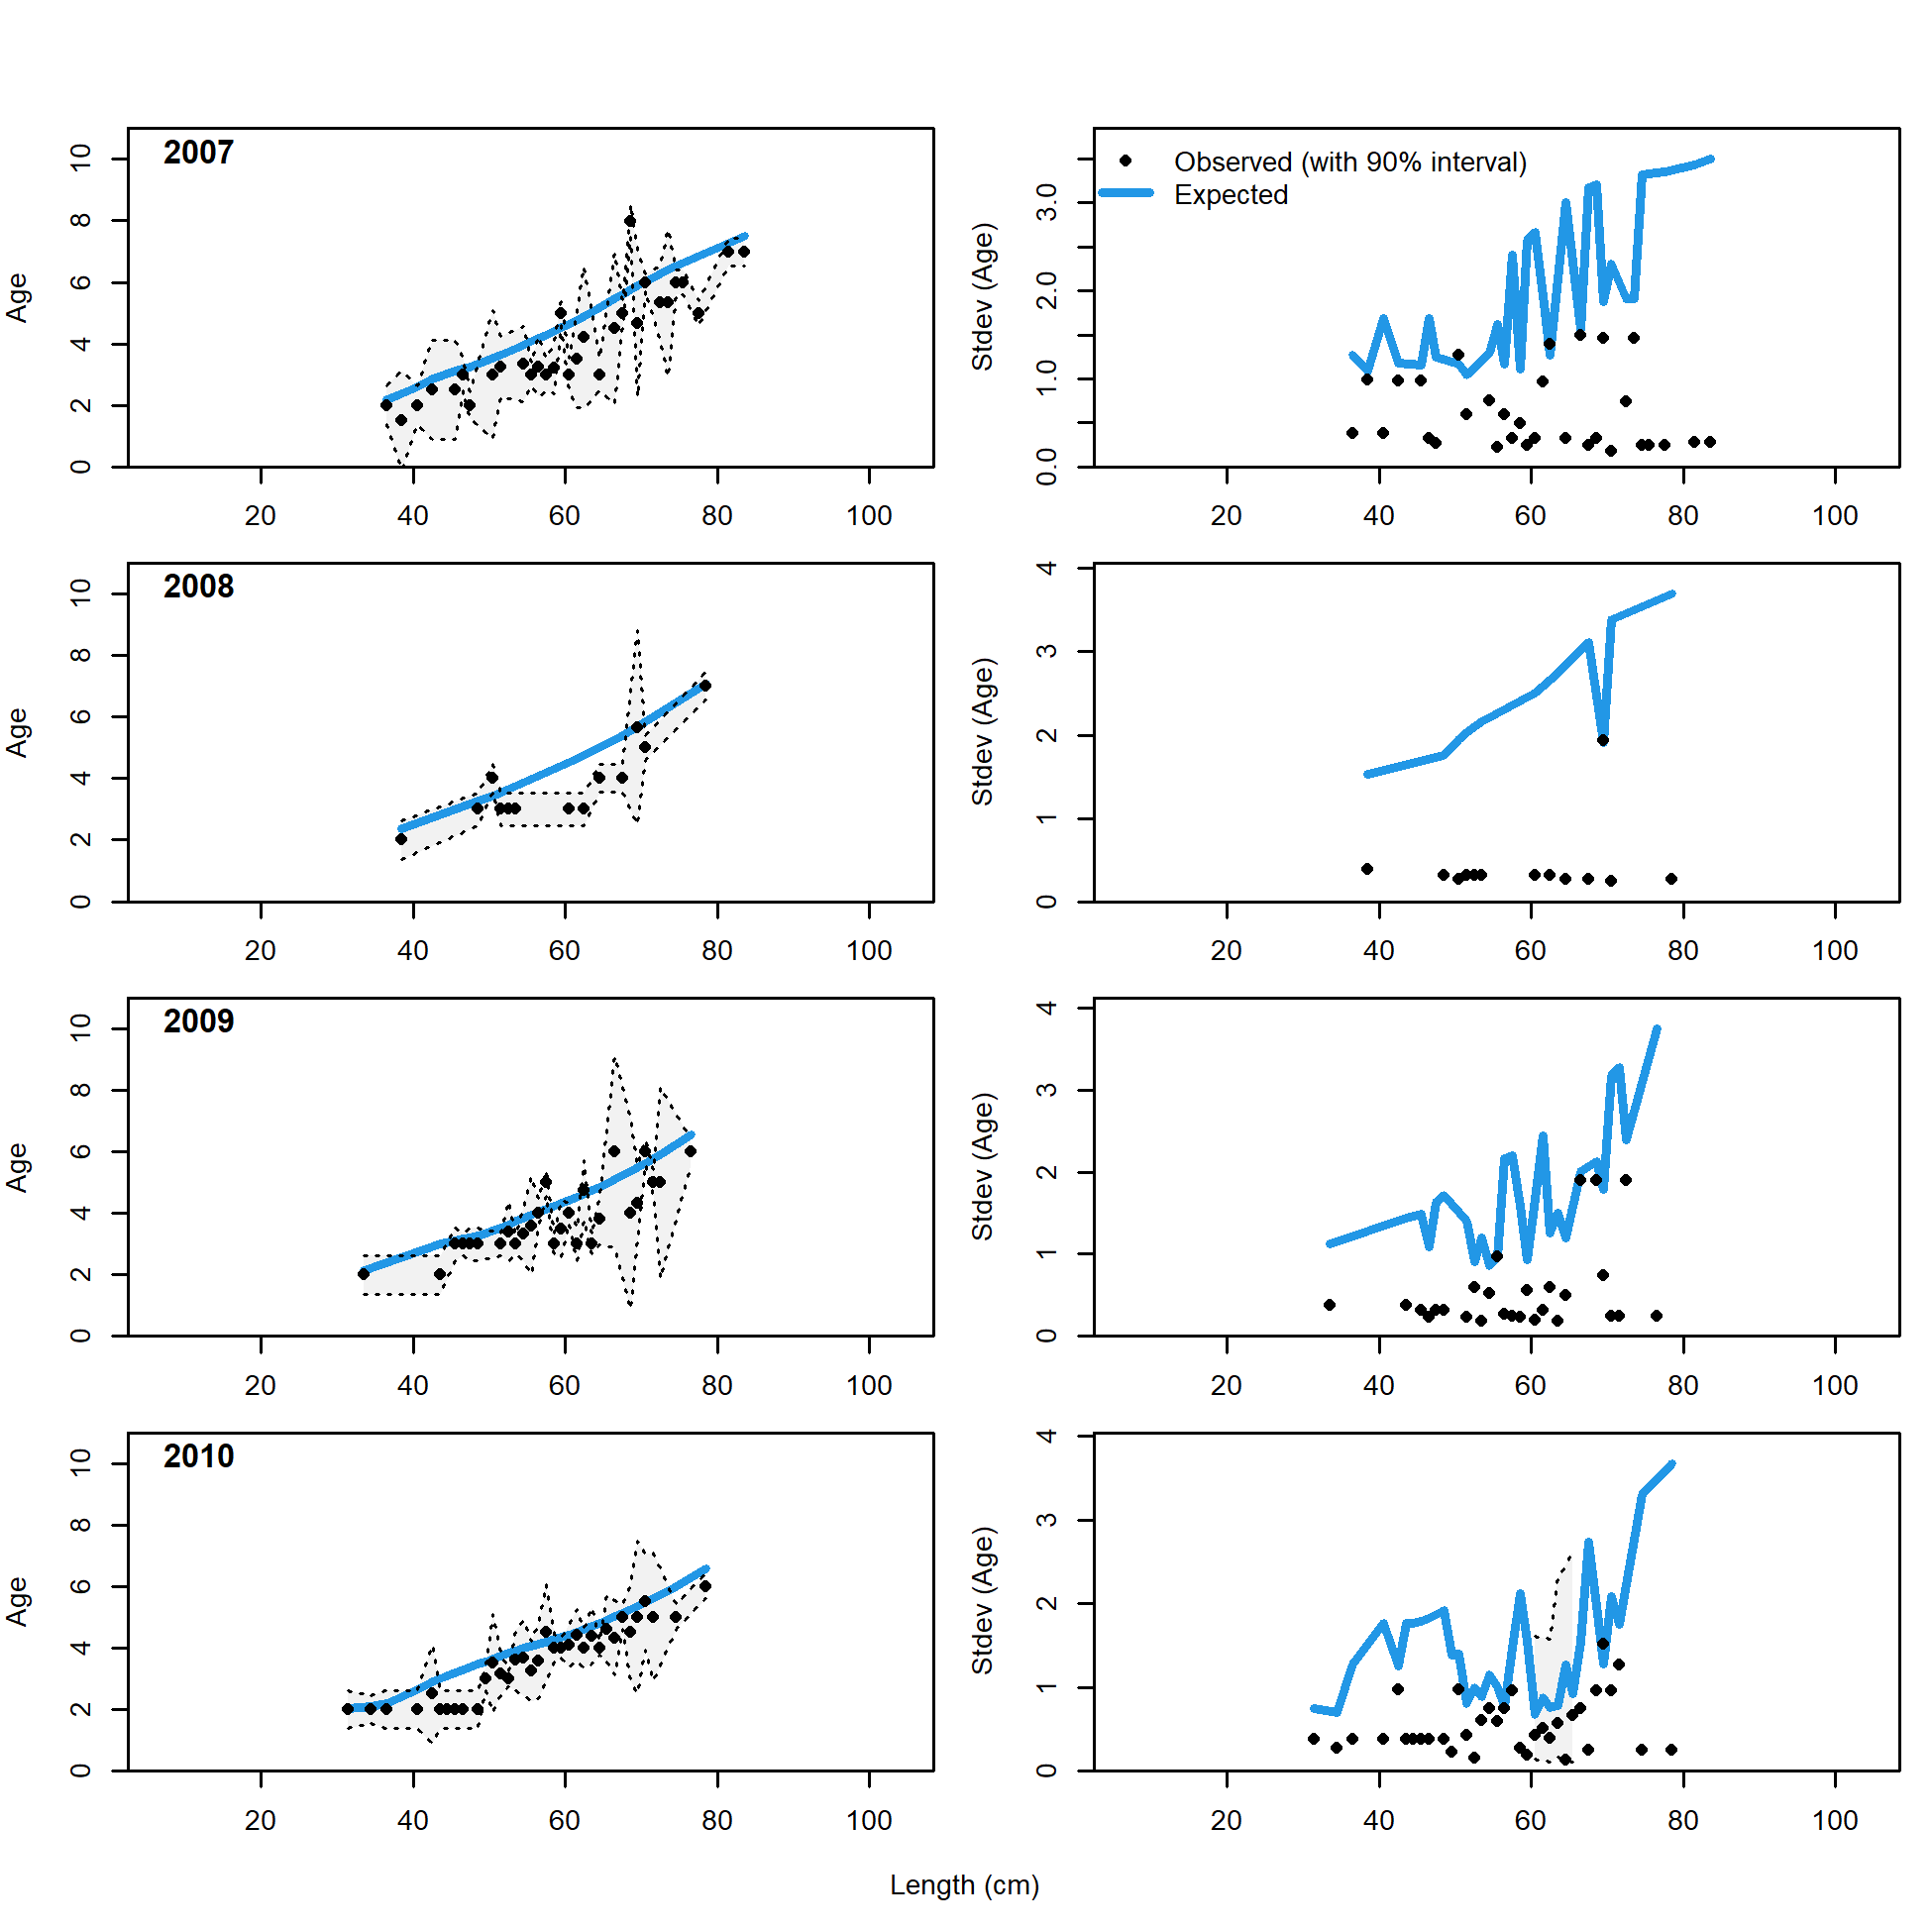 2007
Age
0 2 4 6 8 10
20 40 60 80 100
Observed (with 90% interval)
Expected
Stdev (Age)
0.0 1.0 2.0 3.0
20 40 60 80 100
2008
Age
0 2 4 6 8 10
20 40 60 80 100
Stdev (Age)
0 1 2 3 4
20 40 60 80 100
2009
Age
0 2 4 6 8 10
20 40 60 80 100
Stdev (Age)
0 1 2 3 4
20 40 60 80 100
2010
Age
0 2 4 6 8 10
20 40 60 80 100
Stdev (Age)
0 1 2 3 4
20 40 60 80 100
Length (cm)